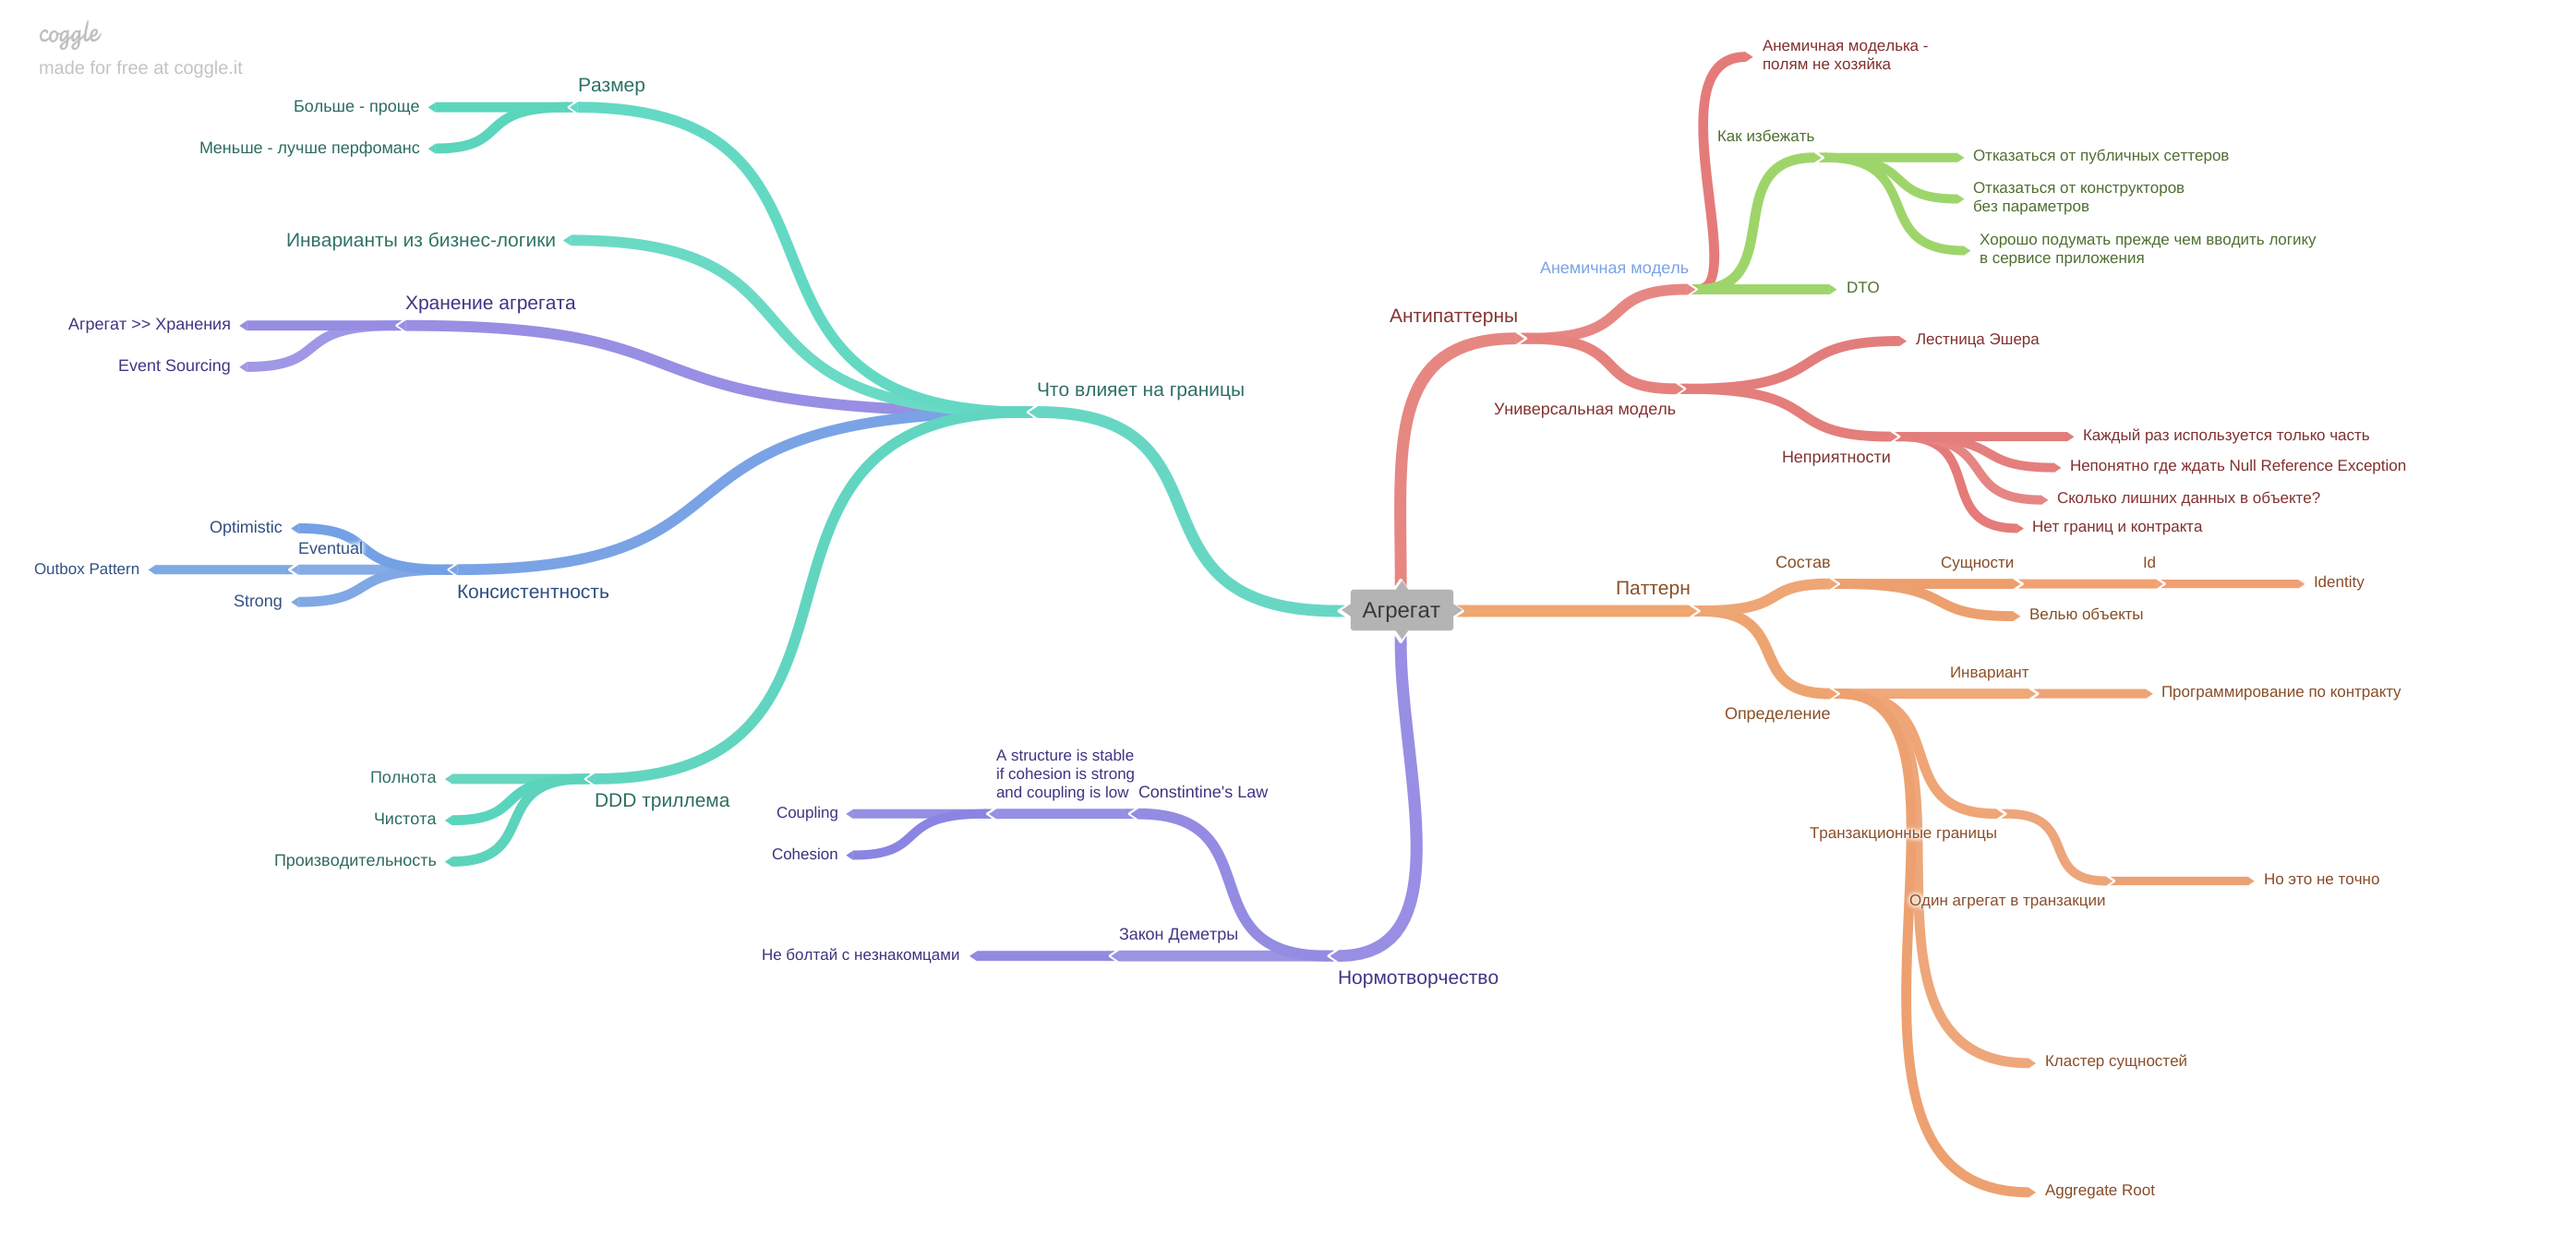 coggle
made for free at coggle.it
Размер
Больше - проще
Меньше - лучше перфоманс
Инварианты из бизнес-логики
Хранение агрегата
Агрегат >> Хранения
Event Sourcing
Что влияет на границы
Optimistic
Eventual
Outbox Pattern
Strong
Консистентность
Полнота
DDD триллема
Чистота
Производительность
Агрегат
Анемичная моделька -
полям не хозяйка
Как избежать
Отказаться от публичных сеттеров
Отказаться от конструкторов
без параметров
Хорошо подумать прежде чем вводить логику
в сервисе приложения
Анемичная модель
DTO
Антипаттерны
Лестница Эшера
Универсальная модель
Каждый раз используется только часть
Неприятности
Непонятно где ждать Null Reference Exception
Сколько лишних данных в объекте?
Нет границ и контракта
Паттерн
Состав
Сущности
Id
Identity
Велью объекты
Инвариант
Программирование по контракту
Определение
Транзакционные границы
Один агрегат в транзакции
Но это не точно
Кластер сущностей
Aggregate Root
A structure is stable
if cohesion is strong
and coupling is low
Constintine's Law
Coupling
Cohesion
Закон Деметры
Не болтай с незнакомцами
Нормотворчество